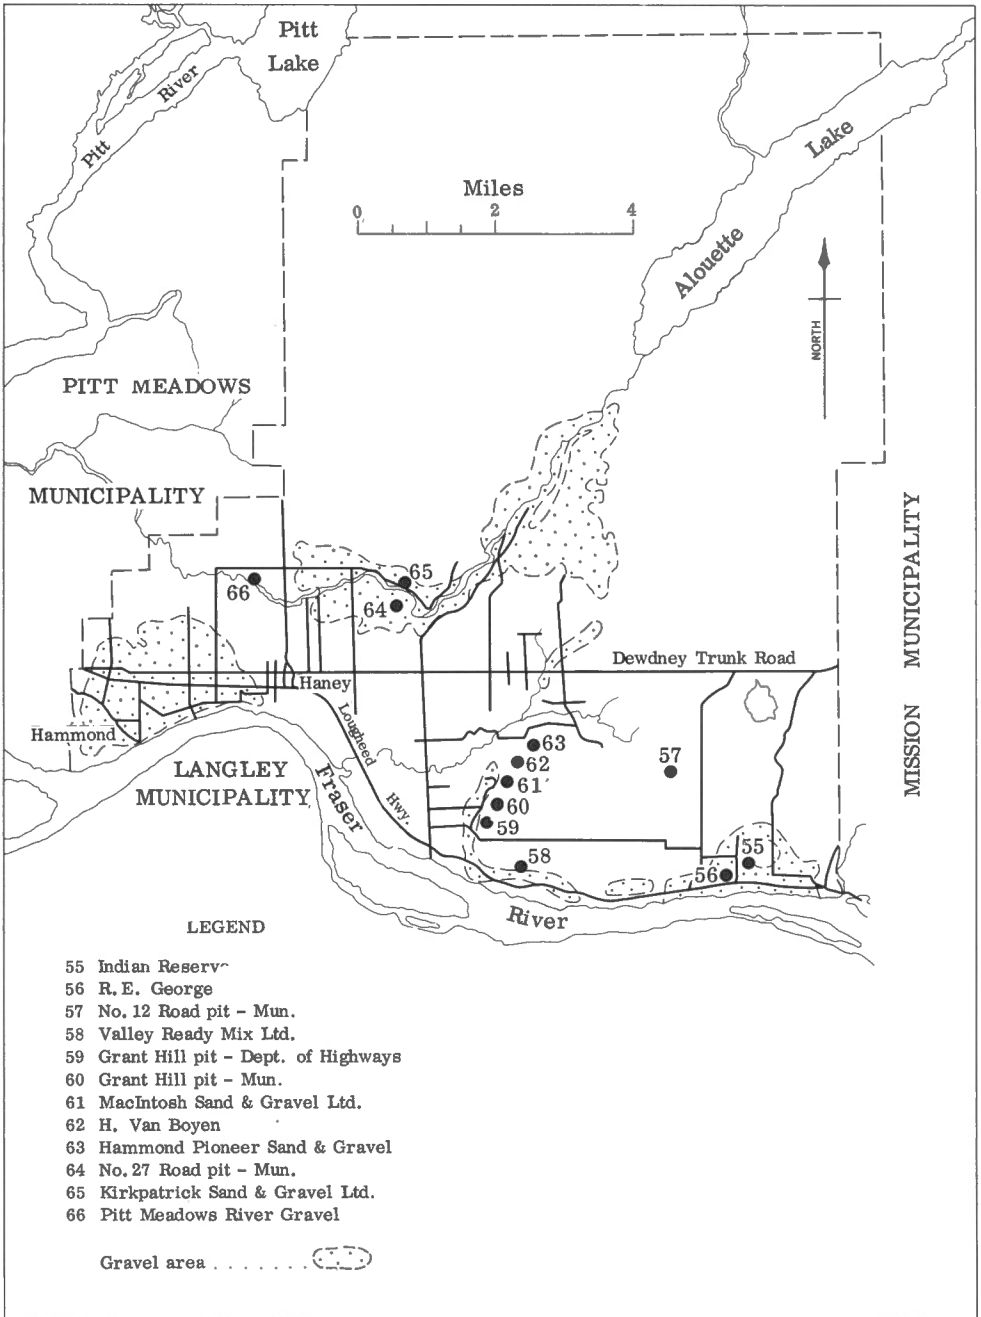 Pitt
Lake
Pitt River
Miles
0 2 4
Lake
Alouette
NORTH
PITT MEADOWS
MUNICIPALITY
MISSION MUNICIPALITY
65
66
64
Dewdney Trunk Road
Haney
Hammond
Lougheed
Hwy.
63
62
61
60
59
57
LANGLEY
MUNICIPALITY
Fraser
58
55
56
River
LEGEND
55 Indian Reserv
56 R. E. George
57 No. 12 Road pit - Mun.
58 Valley Ready Mix Ltd.
59 Grant Hill pit - Dept. of Highways
60 Grant Hill pit - Mun.
61 MacIntosh Sand & Gravel Ltd.
62 H. Van Boyen
63 Hammond Pioneer Sand & Gravel
64 No. 27 Road pit - Mun.
65 Kirkpatrick Sand & Gravel Ltd.
66 Pitt Meadows River Gravel
Gravel area . . . . . . .